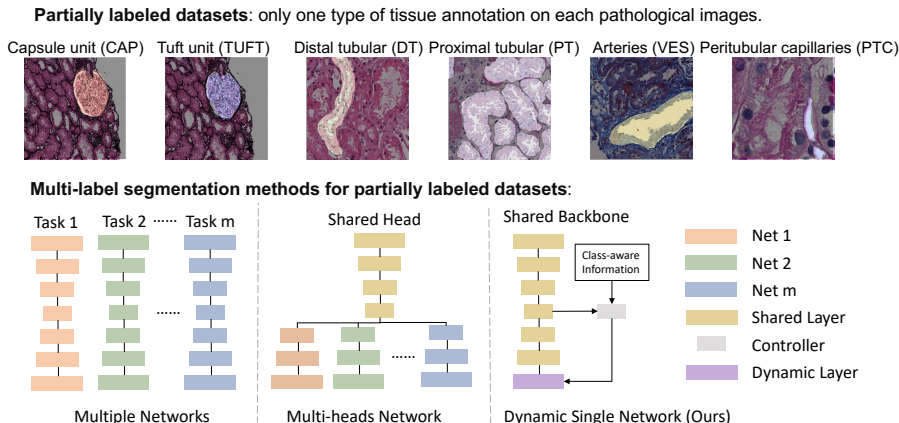 Partially labeled datasets: only one type of tissue annotation on each pathological images.
Capsule unit (CAP) Tuft unit (TUFT) Distal tubular (DT) Proximal tubular (PT) Arteries (VES) Peritubular capillaries (PTC)
Multi-label segmentation methods for partially labeled datasets:
Task 1 Task 2 ...... Task m
......
Multiple Networks
Shared Head
......
Multi-heads Network
Shared Backbone
Class-aware
Information
Dynamic Single Network (Ours)
Net 1
Net 2
Net m
Shared Layer
Controller
Dynamic Layer